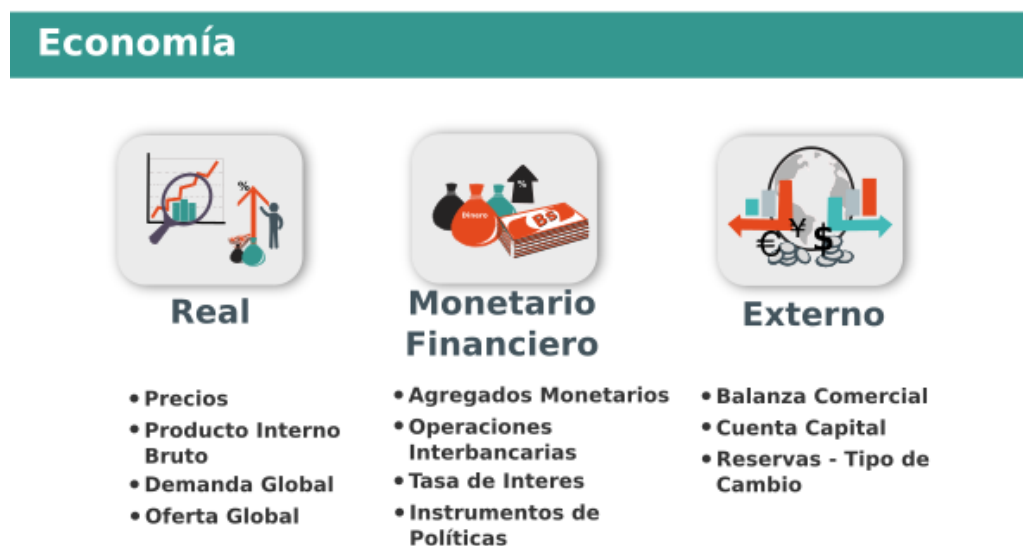 Economía
%
Real
• Precios
• Producto Interno
Bruto
• Demanda Global
• Oferta Global
Dinero
%
Bs
Monetario
Financiero
• Agregados Monetarios
• Operaciones
Interbancarias
• Tasa de Interes
• Instrumentos de
Políticas
€ ¥ $
Externo
• Balanza Comercial
• Cuenta Capital
• Reservas - Tipo de
Cambio